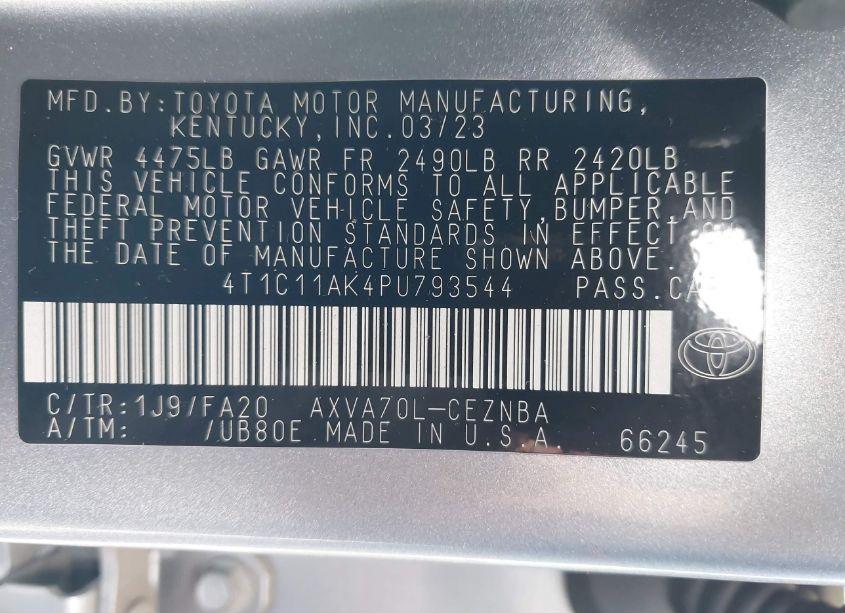 MFD.BY:TOYOTA MOTOR MANUFACTURING,
KENTUCKY,INC.03/23
GVWR 4475LB GAWR FR 2490LB RR 2420LB
THIS VEHICLE CONFORMS TO ALL APPLICABLE
FEDERAL MOTOR VEHICLE SAFETY,BUMPER,AND
THEFT PREVENTION STANDARDS IN EFFECT
THE DATE OF MANUFACTURE SHOWN ABOVE.
4T1C11AK4PU793544 PASS.
C/TR:1J9/FA20 AXVA70L-CEZNBA
A/TM: /UB80E MADE IN U.S.A. 66245